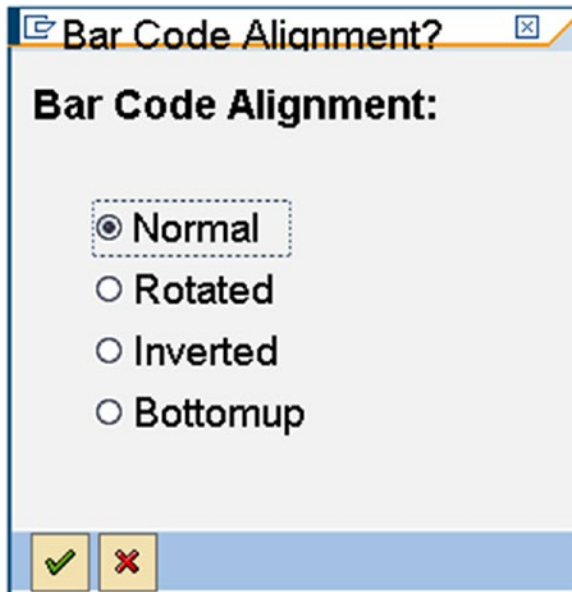 Bar Code Alignment?
Bar Code Alignment:
Normal
Rotated
Inverted
Bottomup